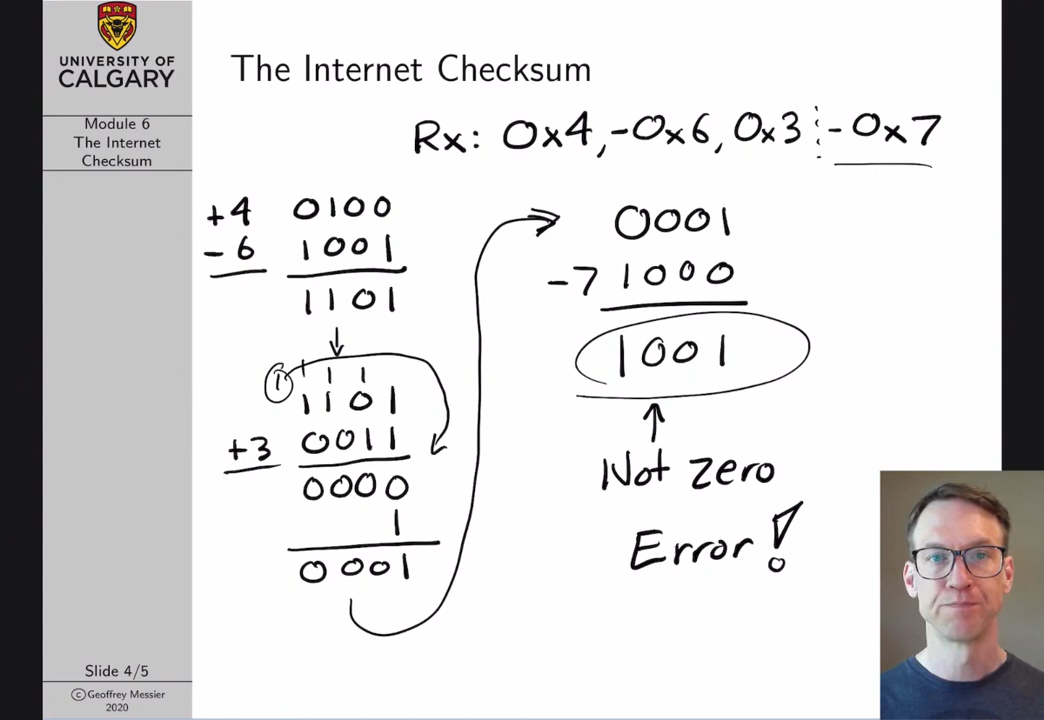 UNIVERSITY OF
CALGARY
Module 6
The Internet
Checksum
Slide 4/5
©Geoffrey Messier
2020
The Internet Checksum
Rx: 0x4, -0x6, 0x3 -0x7
+4 0100
-6 1001
1101
1 1 1 1
1101
+3 0011
0000
1
0001
0001
-7 1000
1001
Not zero
Error!